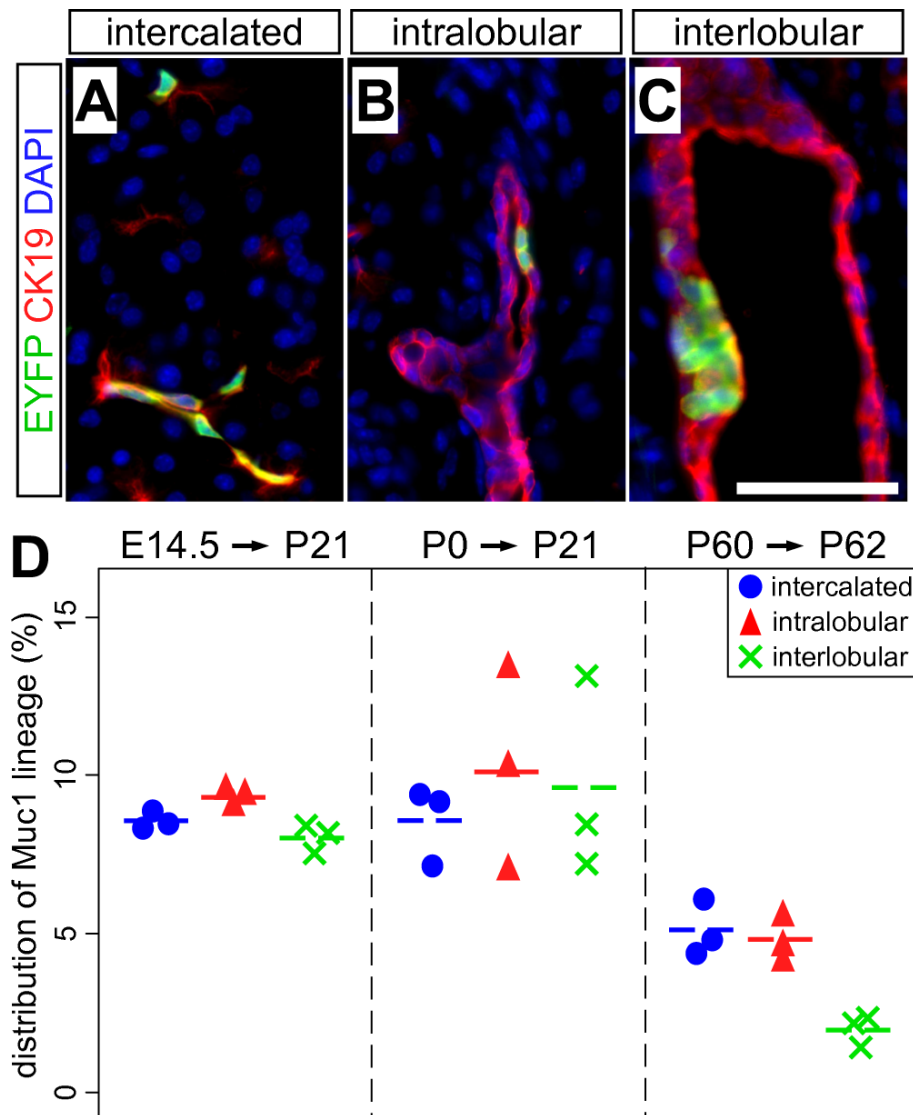 intercalated intralobular interlobular
EYFP CK19 DAPI
A B C
D
E14.5 → P21 P0 → P21 P60 → P62
distribution of Muc1 lineage (%)
15
10
5
0
intercalated
intralobular
interlobular